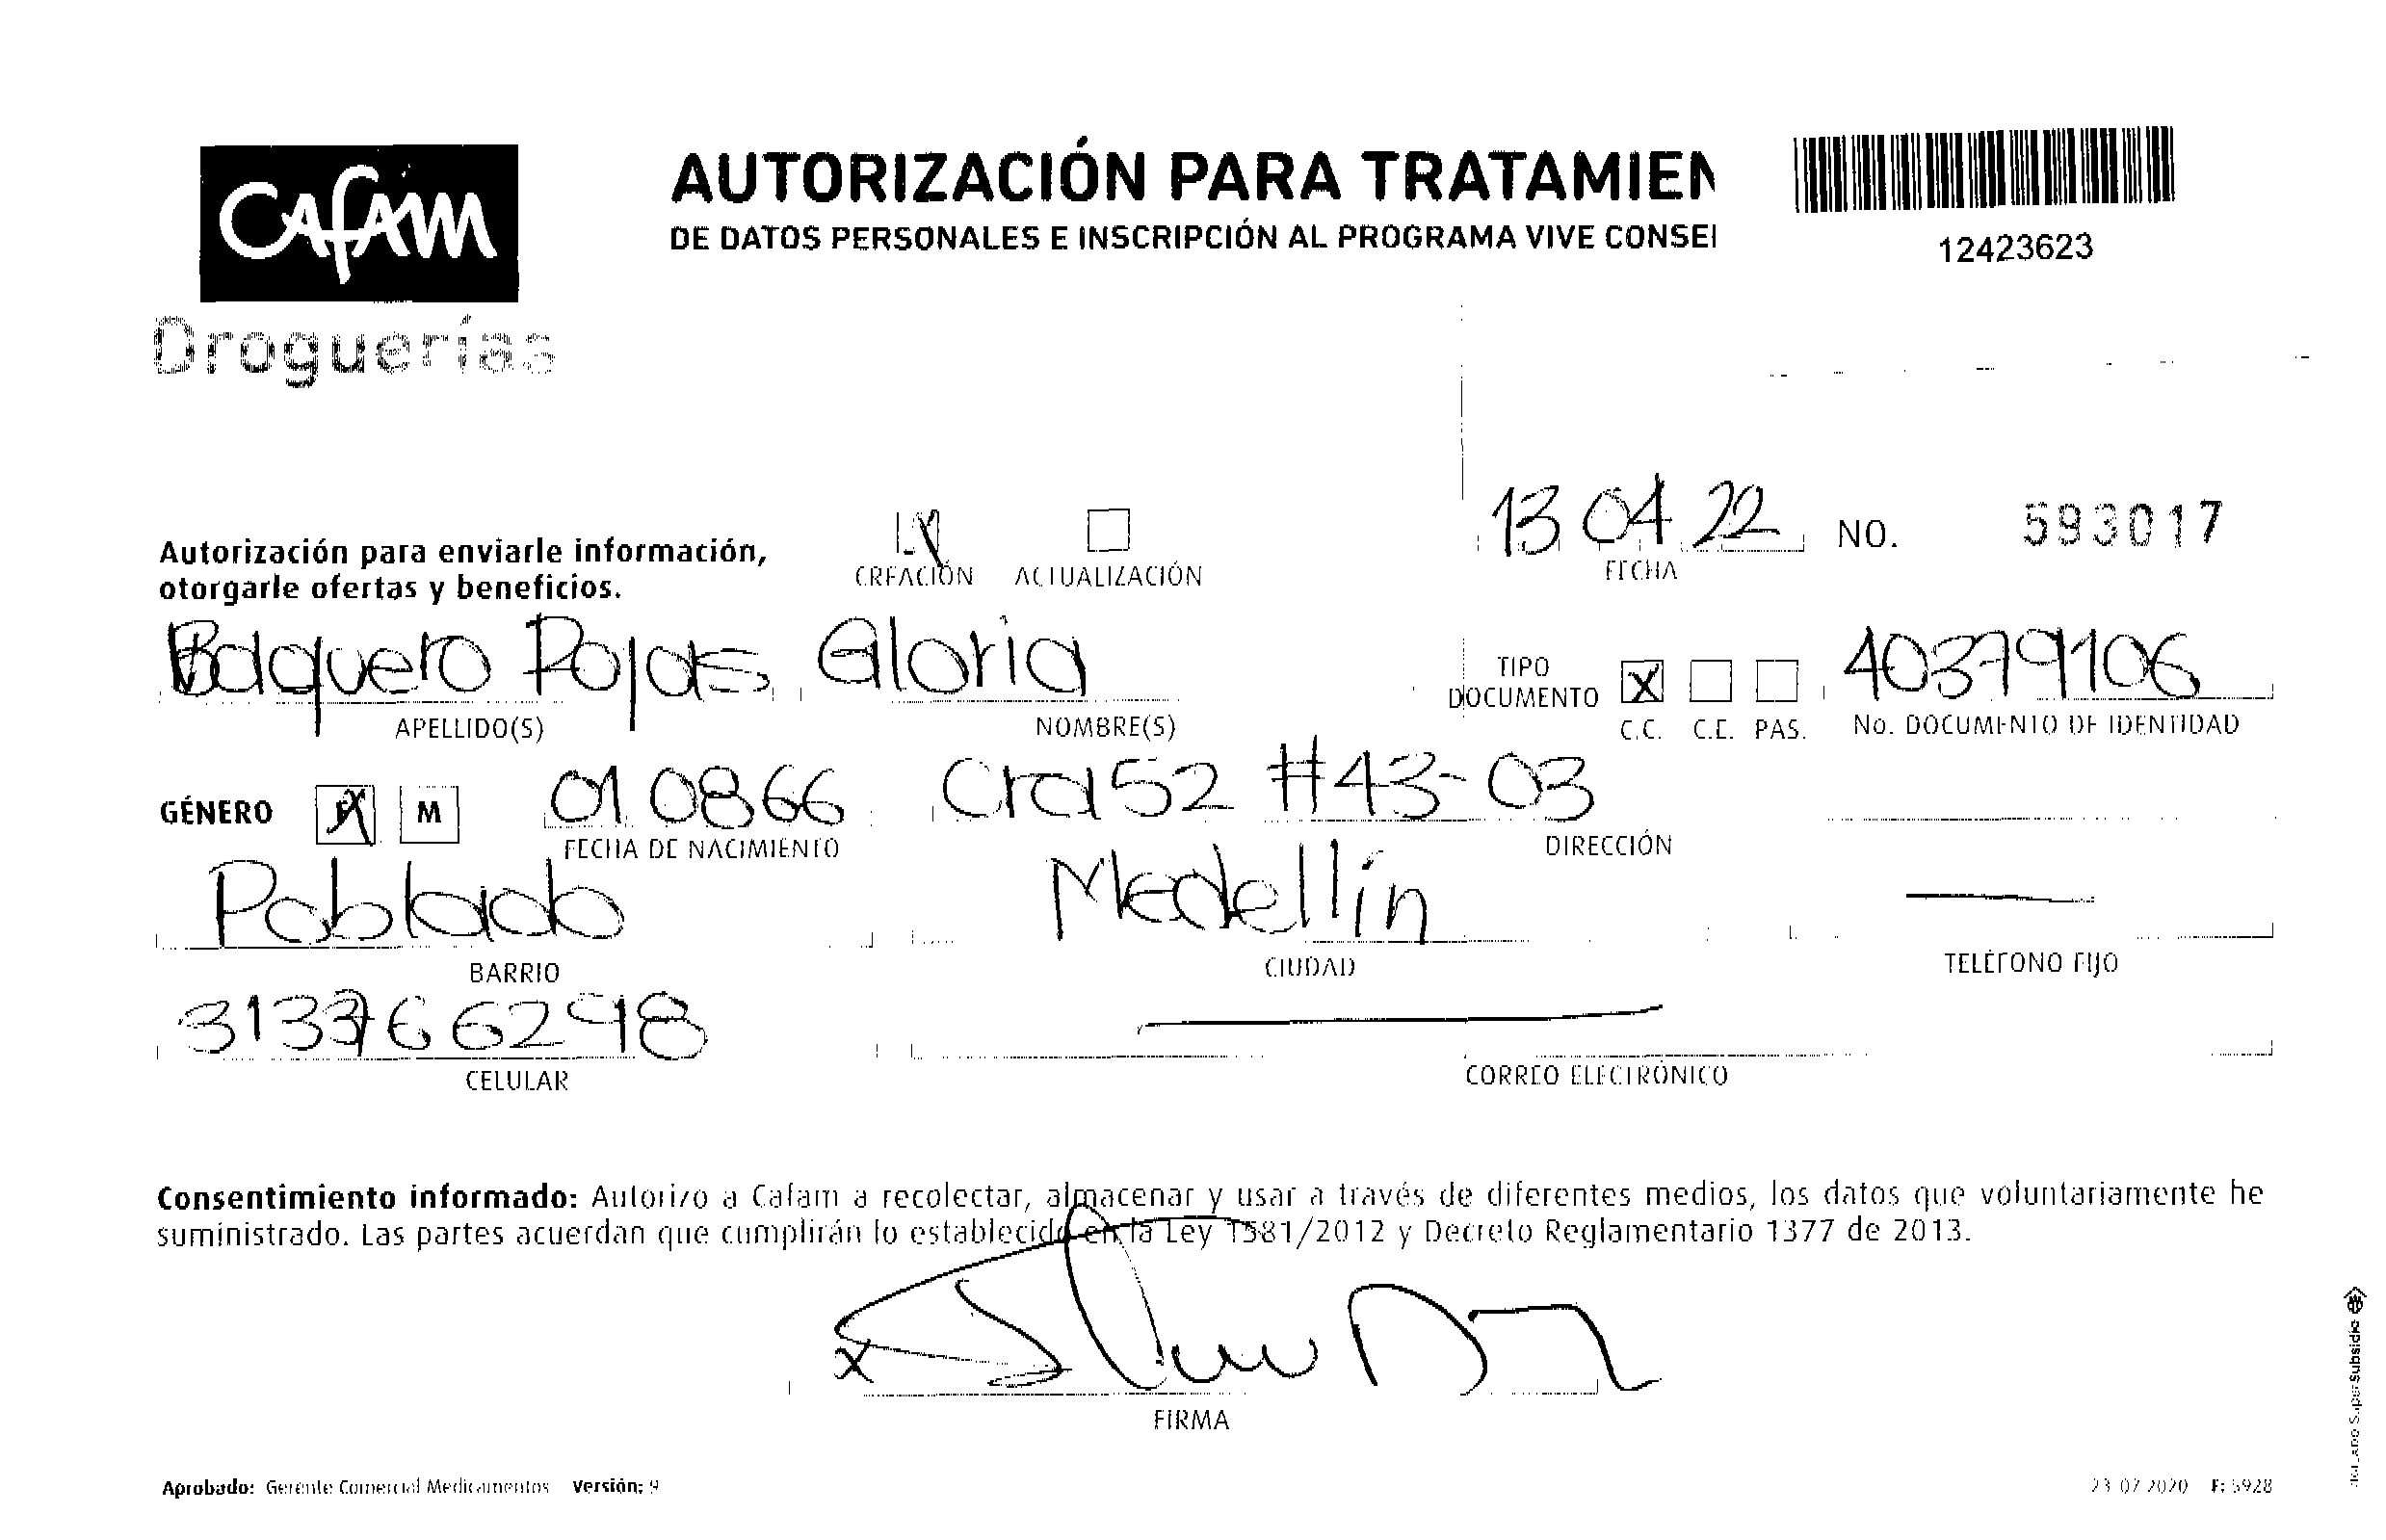 Cafam
Droguerías
AUTORIZACIÓN PARA TRATAMIEN
DE DATOS PERSONALES E INSCRIPCIÓN AL PROGRAMA VIVE CONSEI
12423623
Autorización para enviarle información,
otorgarle ofertas y beneficios.
X
CREACIÓN ACTUALIZACIÓN
13 04 22
FECHA
NO. 593017
Baquero Rojas Gloria
APELLIDO(S) NOMBRE(S)
TIPO
DOCUMENTO X
C.C. C.E. PAS.
40379106
No. DOCUMENTO DE IDENTIDAD
GÉNERO F X M
01 08 66
FECHA DE NACIMIENTO
Cra 52 #43-03
DIRECCIÓN
Poblado
BARRIO
Medellín
CIUDAD
TELÉFONO FIJO
CELULAR
CORREO ELECTRÓNICO
Consentimiento informado: Autorizo a Cafam a recolectar, almacenar y usar a través de diferentes medios, los datos que voluntariamente he
suministrado. Las partes acuerdan que cumplirán lo establecido en la Ley 1581/2012 y Decreto Reglamentario 1377 de 2013.
X
FIRMA
Aprobado: Gerente Comercial Medicamentos Versión: 9
23 07 2020 F: 5928
VIGILADO SuperSubsidio